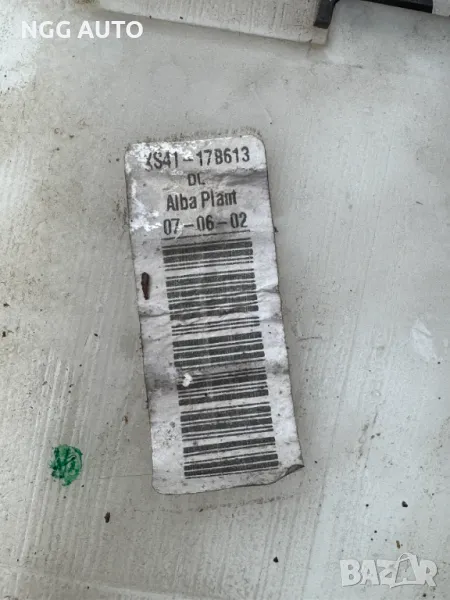 NGG AUTO
XS41-17B613
DL
Alba Plant
07-06-02
BAZAR